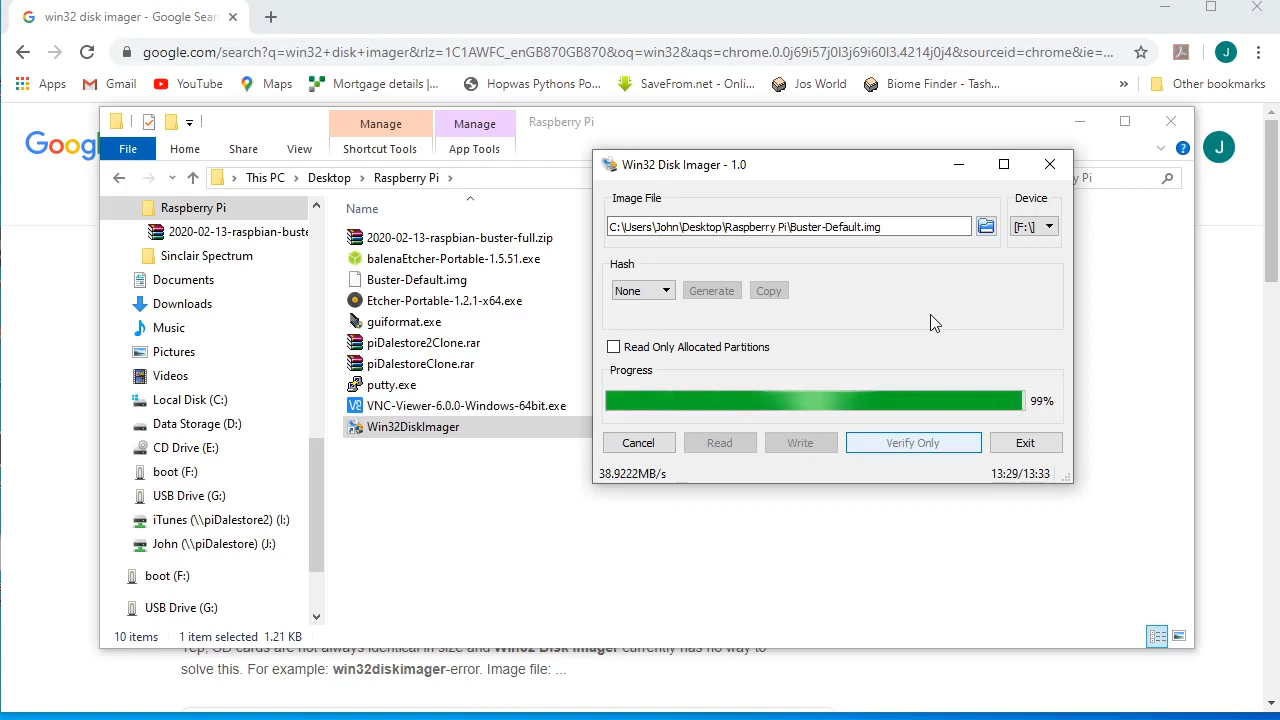 win32 disk imager - Google Sear
google.com/search?q=win32+disk+imager&rlz=1C1AWFC_enGB870GB870&oq=win32&aqs=chrome.0.0j69i57j0l3j69i60l3.4214j0j4&sourceid=chrome&ie=...
J
Apps
Gmail
YouTube
Maps
Mortgage details |...
Hopwas Pythons Po...
SaveFrom.net - Onli...
Jos World
Biome Finder - Tash...
»
Other bookmarks
Goog
J
Manage
Manage
Raspberry Pi
File
Home
Share
View
Shortcut Tools
App Tools
This PC
Desktop
Raspberry Pi
y Pi
Raspberry Pi
2020-02-13-raspbian-buste
Sinclair Spectrum
Documents
Downloads
Music
Pictures
Videos
Local Disk (C:)
Data Storage (D:)
CD Drive (E:)
boot (F:)
USB Drive (G:)
iTunes (\\piDalestore2) (I:)
John (\\piDalestore) (J:)
boot (F:)
USB Drive (G:)
Name
2020-02-13-raspbian-buster-full.zip
balenaEtcher-Portable-1.5.51.exe
Buster-Default.img
Etcher-Portable-1.2.1-x64.exe
guiformat.exe
piDalestore2Clone.rar
piDalestoreClone.rar
putty.exe
VNC-Viewer-6.0.0-Windows-64bit.exe
Win32DiskImager
10 items
1 item selected 1.21 KB
Win32 Disk Imager - 1.0
Image File
Device
C:\Users\John\Desktop\Raspberry Pi\Buster-Default.img
[F:\]
Hash
None
Generate
Copy
Read Only Allocated Partitions
Progress
99%
Cancel
Read
Write
Verify Only
Exit
38.9222MB/s
13:29/13:33
Yep, SD cards are not always identical in size and Win32 Disk Imager currently has no way to
solve this. For example: win32diskimager-error. Image file: ...